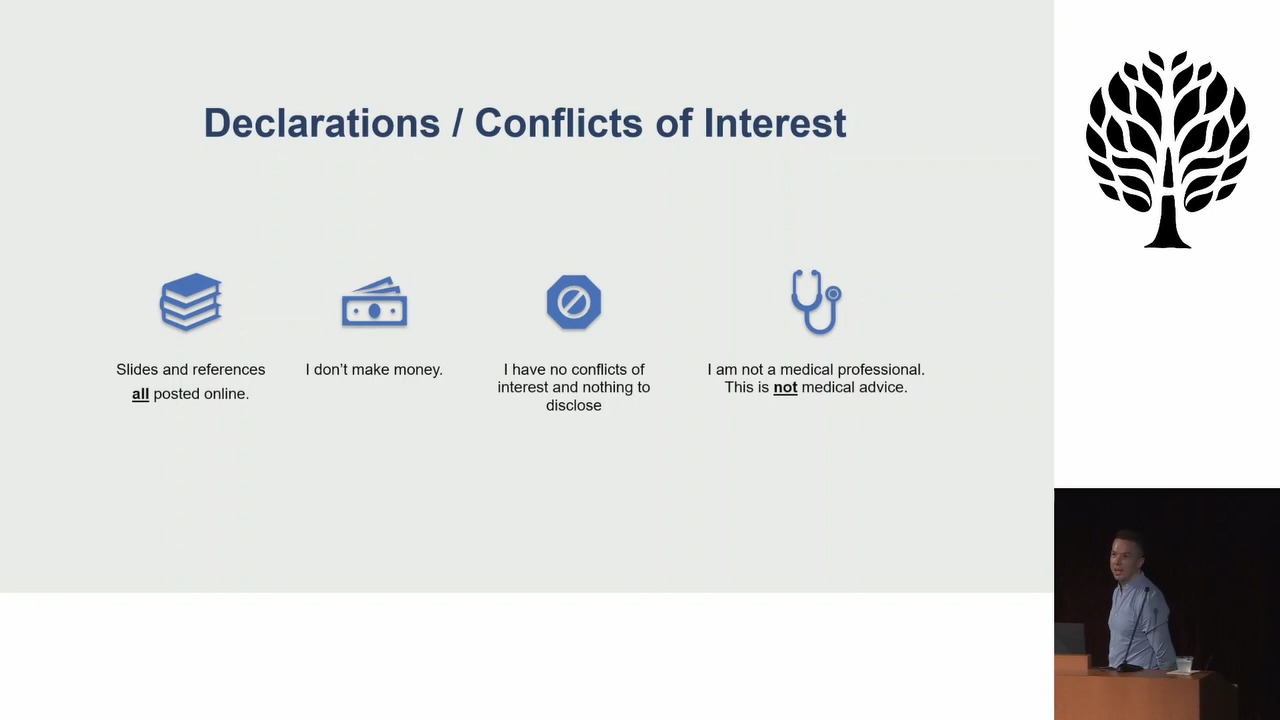 Declarations / Conflicts of Interest
Slides and references
all posted online.
I don't make money.
I have no conflicts of
interest and nothing to
disclose
I am not a medical professional.
This is not medical advice.